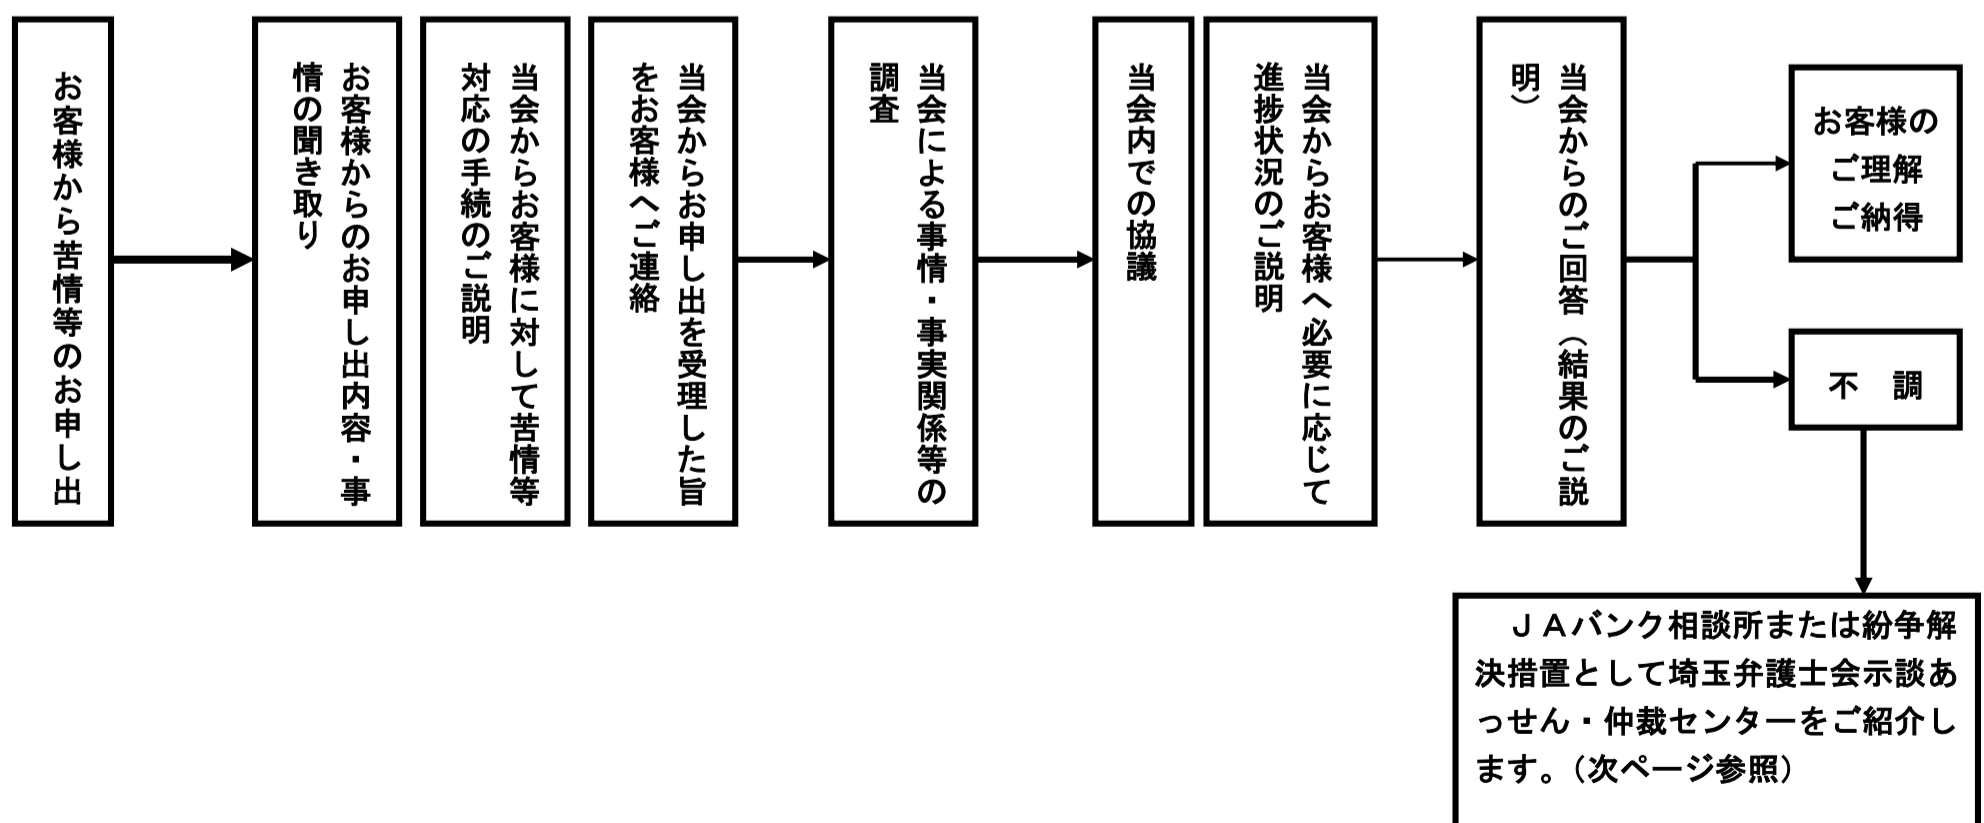 お客様から苦情等のお申し出
お客様からのお申し出内容・事
情の聞き取り
当会からお客様に対して苦情等
対応の手続のご説明
当会からお申し出を受理した旨
をお客様へご連絡
当会による事情・事実関係等の
調査
当会内での協議
当会からお客様へ必要に応じて
進捗状況のご説明
当会からのご回答（結果のご説
明）
お客様の
ご理解
ご納得
不　調
ＪＡバンク相談所または紛争解
決措置として埼玉弁護士会示談あ
っせん・仲裁センターをご紹介し
ます。（次ページ参照）